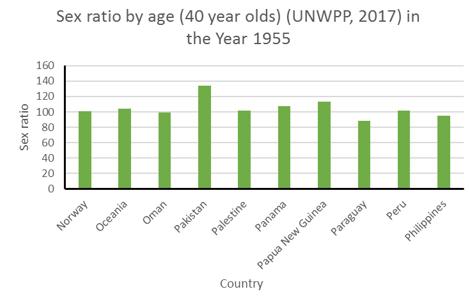 Sex ratio by age (40 year olds) (UNWPP, 2017) in
the Year 1955
Sex ratio
160
140
120
100
80
60
40
20
0
Norway
Oceania
Oman
Pakistan
Palestine
Panama
Papua New Guinea
Paraguay
Peru
Philippines
Country